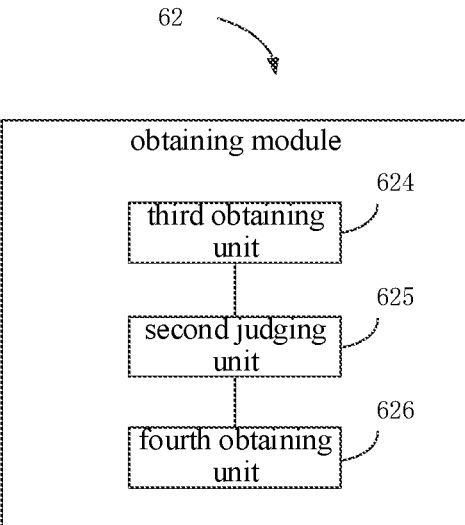 62
obtaining module
624
third obtaining
unit
625
second judging
unit
626
fourth obtaining
unit